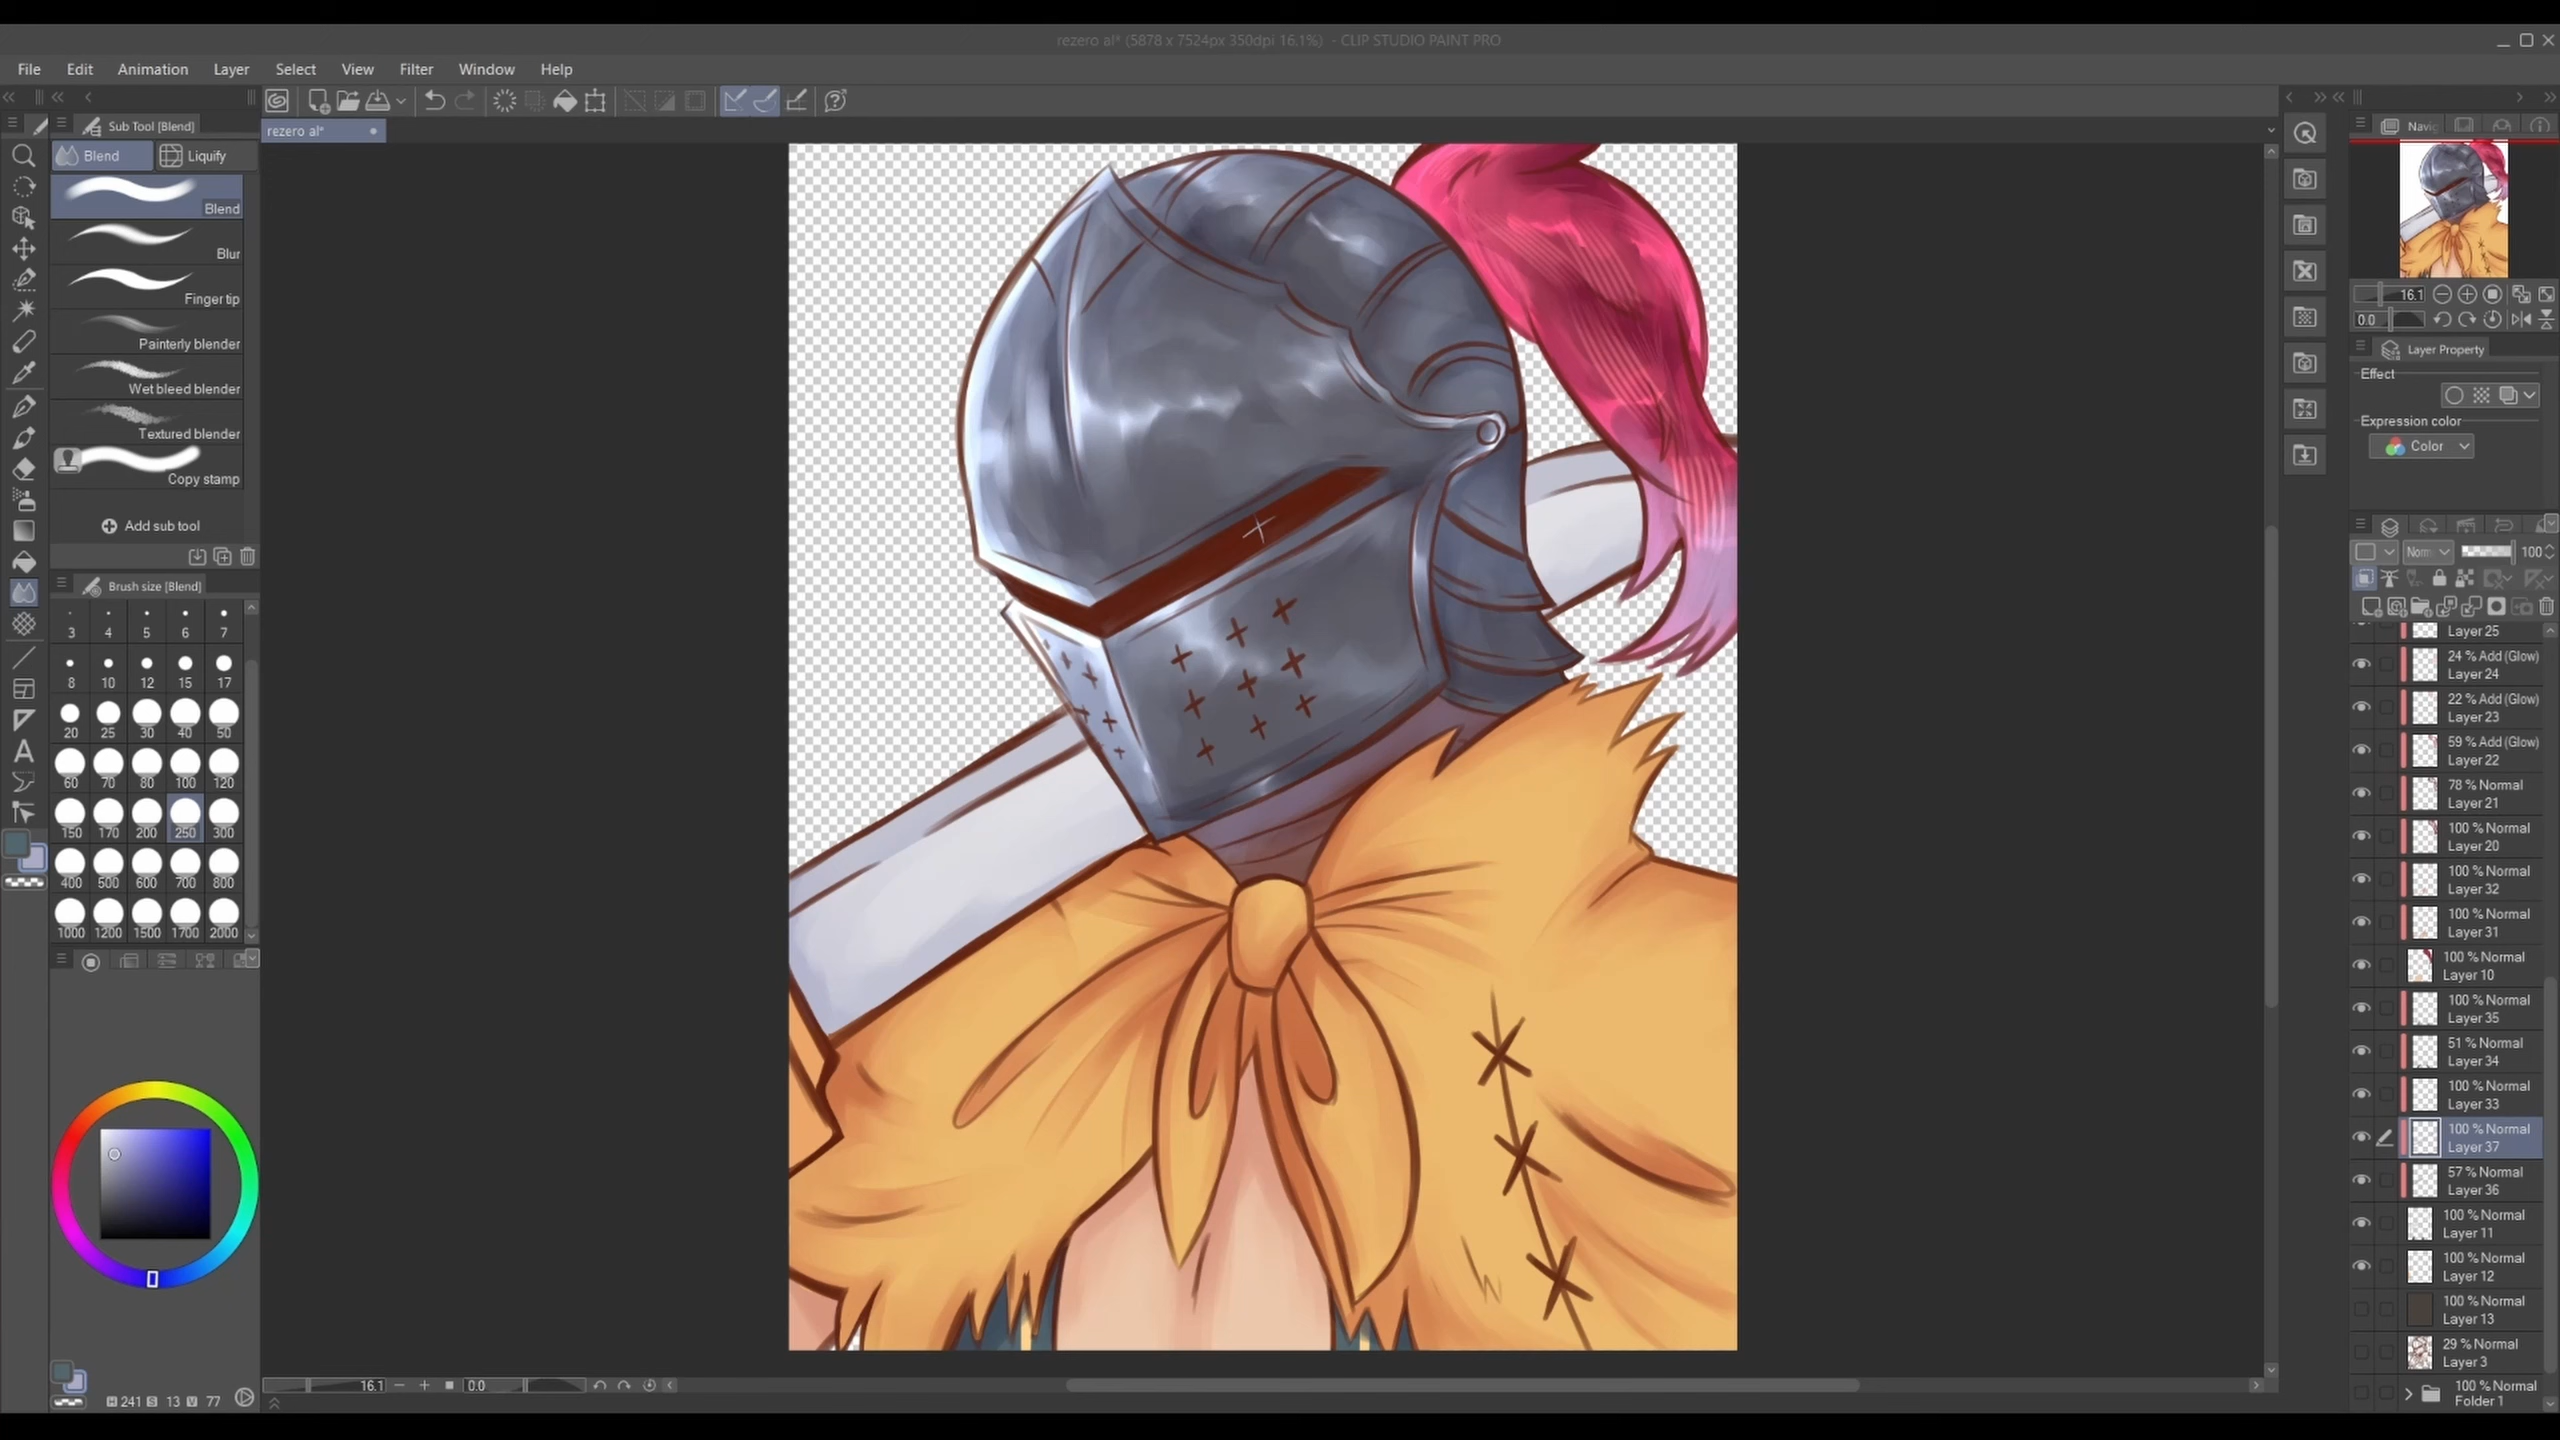 rezero al* (5878 x 7524px 350dpi 16.1%) - CLIP STUDIO PAINT PRO
File Edit Animation Layer Select View Filter Window Help
Sub Tool [Blend]
rezero al*
Blend Liquify
Blend
Blur
Finger tip
Painterly blender
Wet bleed blender
Textured blender
Copy stamp
Add sub tool
Brush size [Blend]
3 4 5 6 7
8 10 12 15 17
20 25 30 40 50
60 70 80 100 120
150 170 200 250 300
400 500 600 700 800
1000 1200 1500 1700 2000
H 241 S 13 V 77
16.1 0.0
Navig
16.1
0.0
Layer Property
Effect
Expression color
Color
Norm 100
Layer 25
24 % Add (Glow)
Layer 24
22 % Add (Glow)
Layer 23
59 % Add (Glow)
Layer 22
78 % Normal
Layer 21
100 % Normal
Layer 20
100 % Normal
Layer 32
100 % Normal
Layer 31
100 % Normal
Layer 10
100 % Normal
Layer 35
51 % Normal
Layer 34
100 % Normal
Layer 33
100 % Normal
Layer 37
57 % Normal
Layer 36
100 % Normal
Layer 11
100 % Normal
Layer 12
100 % Normal
Layer 13
29 % Normal
Layer 3
100 % Normal
Folder 1